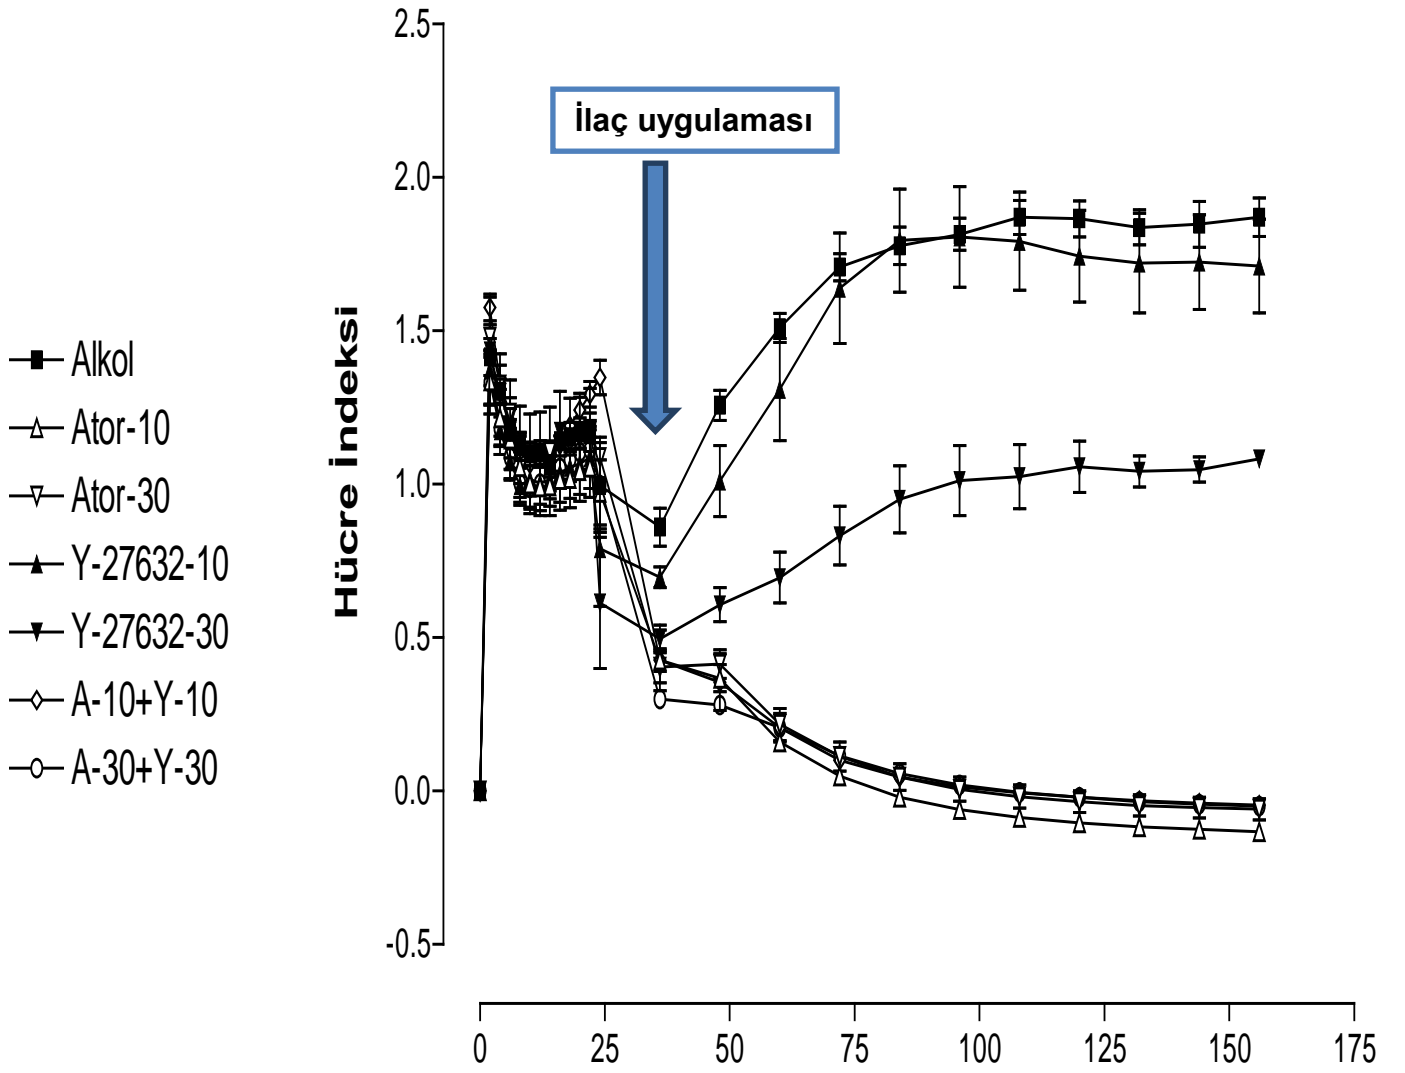 İlaç uygulaması
Hücre İndeksi
2.5
2.0
1.5
1.0
0.5
0.0
-0.5
Alkol
Ator-10
Ator-30
Y-27632-10
Y-27632-30
A-10+Y-10
A-30+Y-30
0 25 50 75 100 125 150 175